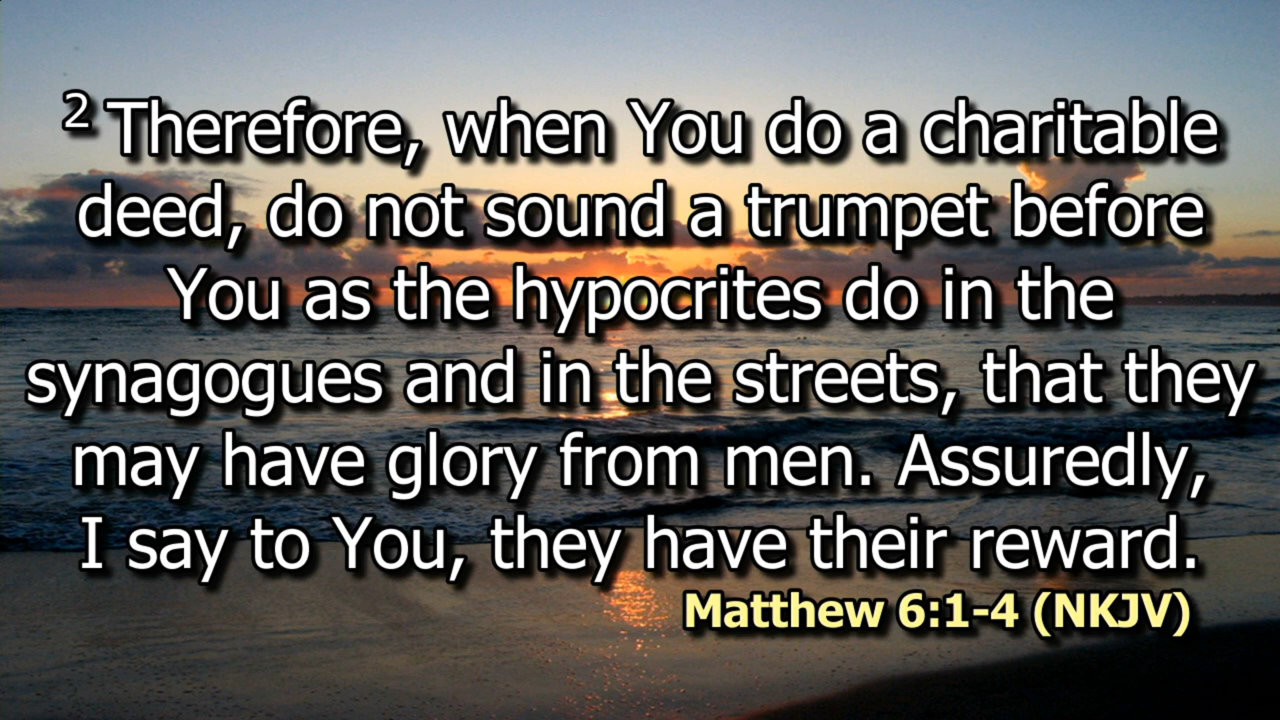 2 Therefore, when You do a charitable
deed, do not sound a trumpet before
You as the hypocrites do in the
synagogues and in the streets, that they
may have glory from men. Assuredly,
I say to You, they have their reward.
Matthew 6:1-4 (NKJV)